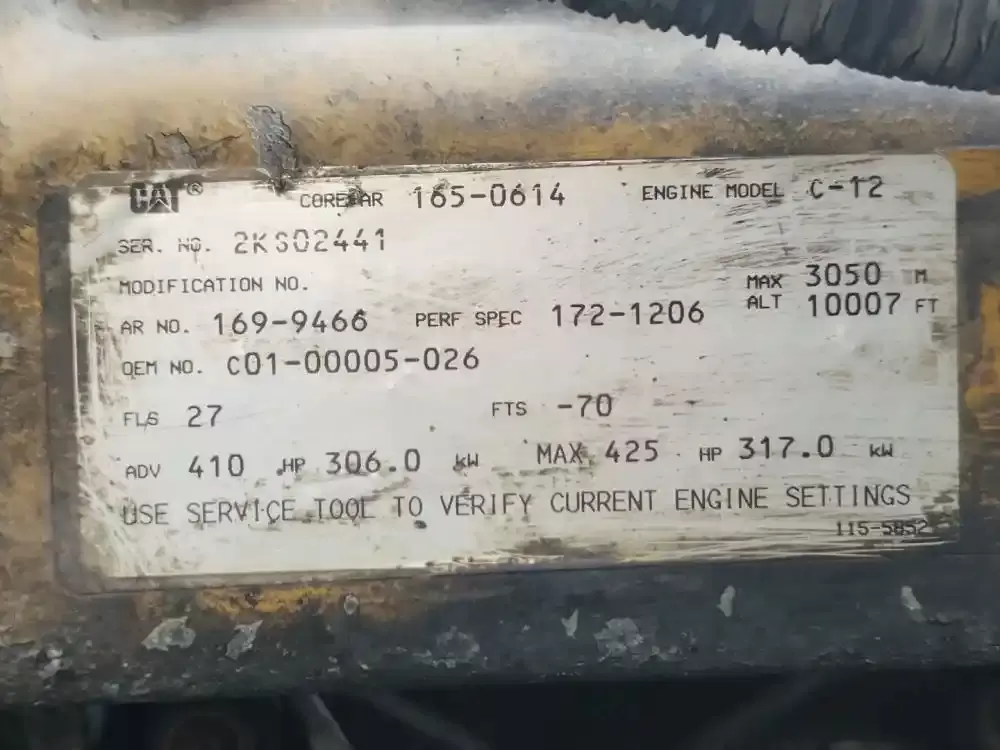 CAT® CORE AR 165-0614 ENGINE MODEL C-12
SER. NO. 2KS02441
MODIFICATION NO.
MAX ALT 3050 M 10007 FT
AR NO. 169-9466 PERF SPEC 172-1206
OEM NO. C01-00005-026
FLS 27 FTS -70
ADV 410 HP 306.0 kW MAX 425 HP 317.0 kW
USE SERVICE TOOL TO VERIFY CURRENT ENGINE SETTINGS
115-5852